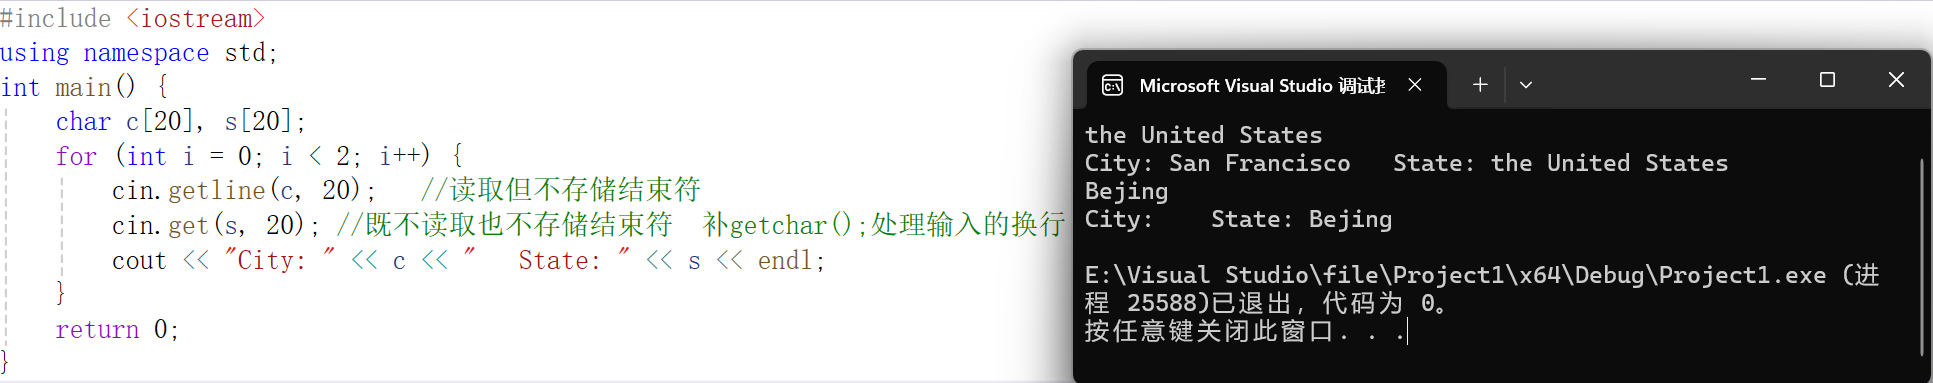 #include <iostream>
using namespace std;
int main() {
    char c[20], s[20];
    for (int i = 0; i < 2; i++) {
        cin.getline(c, 20);   //读取但不存储结束符
        cin.get(s, 20); //既不读取也不存储结束符  补getchar();处理输入的换行
        cout << "City: " << c << "   State: " << s << endl;
    }
    return 0;
}
Microsoft Visual Studio 调试
the United States
City: San Francisco   State: the United States
Bejing
City:    State: Bejing
E:\Visual Studio\file\Project1\x64\Debug\Project1.exe (进
程 25588)已退出，代码为 0。
按任意键关闭此窗口. . .